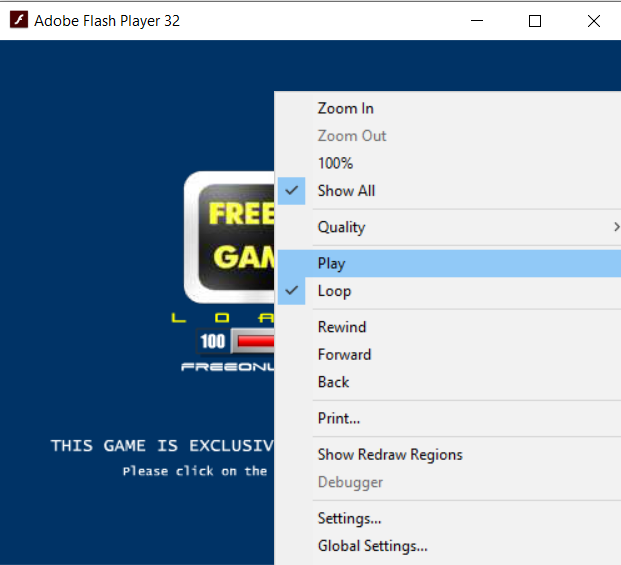 Adobe Flash Player 32
FREE
GAM
L O A
100
FREEONL
THIS GAME IS EXCLUSIV
Please click on the
Zoom In
Zoom Out
100%
Show All
Quality
Play
Loop
Rewind
Forward
Back
Print...
Show Redraw Regions
Debugger
Settings...
Global Settings...